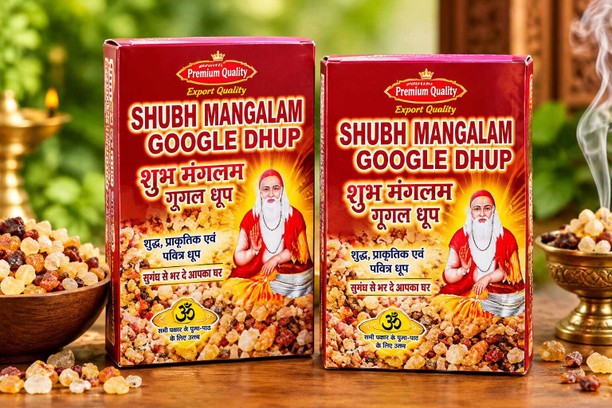 Premium Quality
Export Quality
SHUBH MANGALAM
GOOGLE DHUP
शुभ मंगलम
गूगल धूप
शुद्ध, प्राकृतिक एवं
पवित्र धूप
सुगंध से भर दे आपका घर
ॐ
सभी प्रकार के पूजा-पाठ
के लिए उत्तम
Premium Quality
Export Quality
SHUBH MANGALAM
GOOGLE DHUP
शुभ मंगलम
गूगल धूप
शुद्ध, प्राकृतिक एवं
पवित्र धूप
सुगंध से भर दे आपका घर
ॐ
सभी प्रकार के पूजा-पाठ
के लिए उत्तम